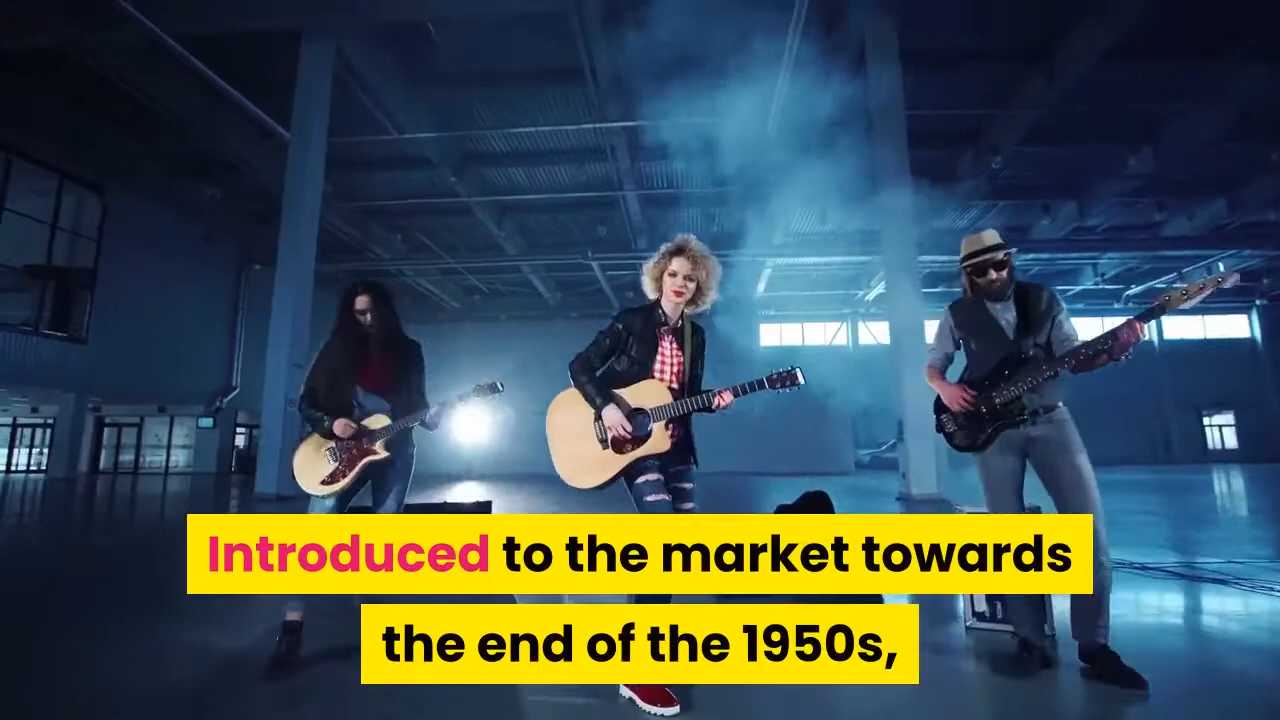 Introduced to the market towards
the end of the 1950s,